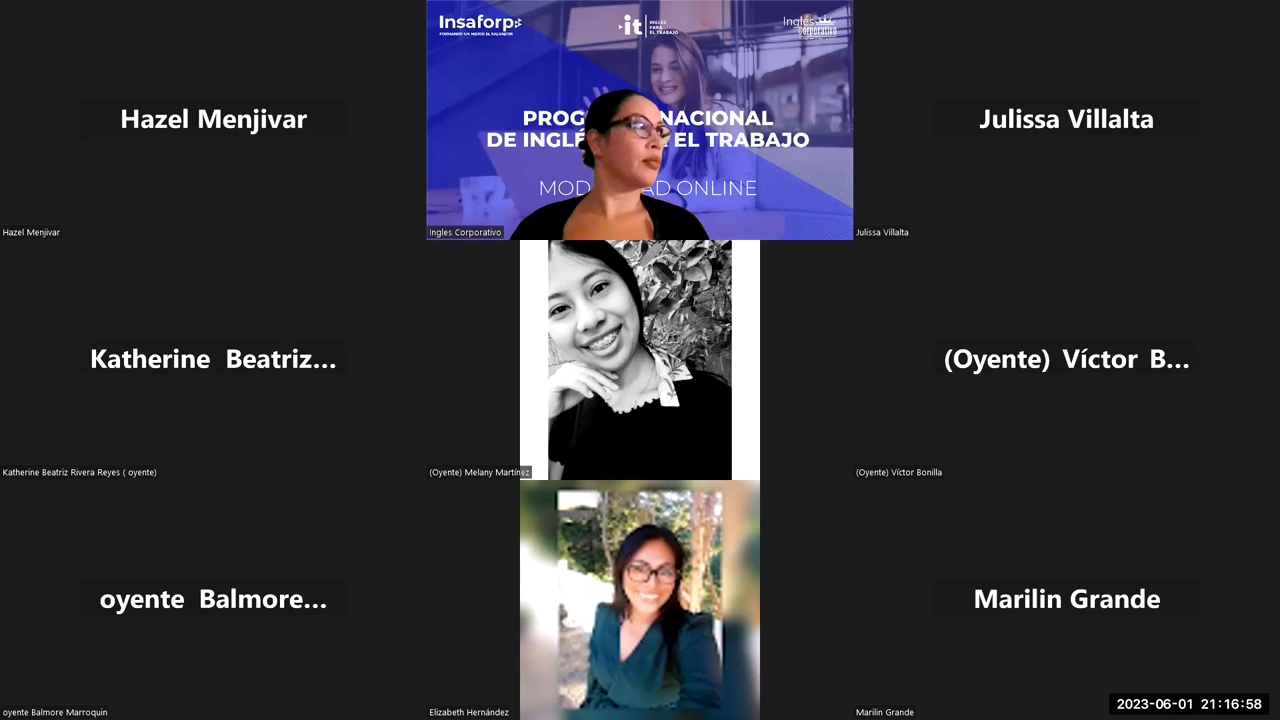 Hazel Menjivar
Hazel Menjivar
Insaforp
FORMANDO UN MEJOR EL SALVADOR
it INGLÉS PARA EL TRABAJO
Inglés Corporativo
PROG NACIONAL
DE INGLÉ EL TRABAJO
MOD AD ONLINE
Ingles Corporativo
Julissa Villalta
Julissa Villalta
Katherine Beatriz...
Katherine Beatriz Rivera Reyes ( oyente)
(Oyente) Melany Martínez
(Oyente) Víctor B...
(Oyente) Víctor Bonilla
oyente Balmore...
oyente Balmore Marroquin
Elizabeth Hernández
Marilin Grande
Marilin Grande
2023-06-01 21:16:58